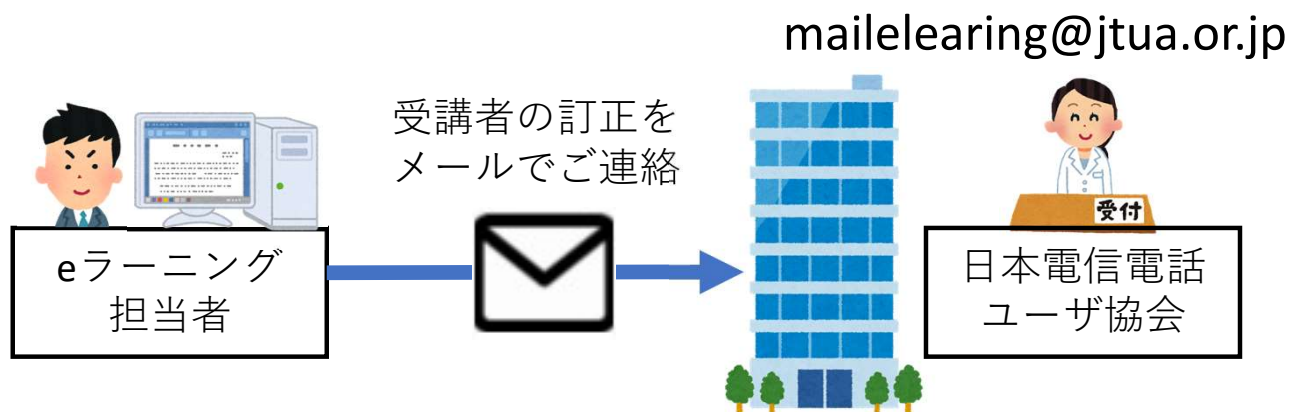 mailelearing@jtua.or.jp
受講者の訂正を
メールでご連絡
受付
eラーニング
担当者
日本電信電話
ユーザ協会